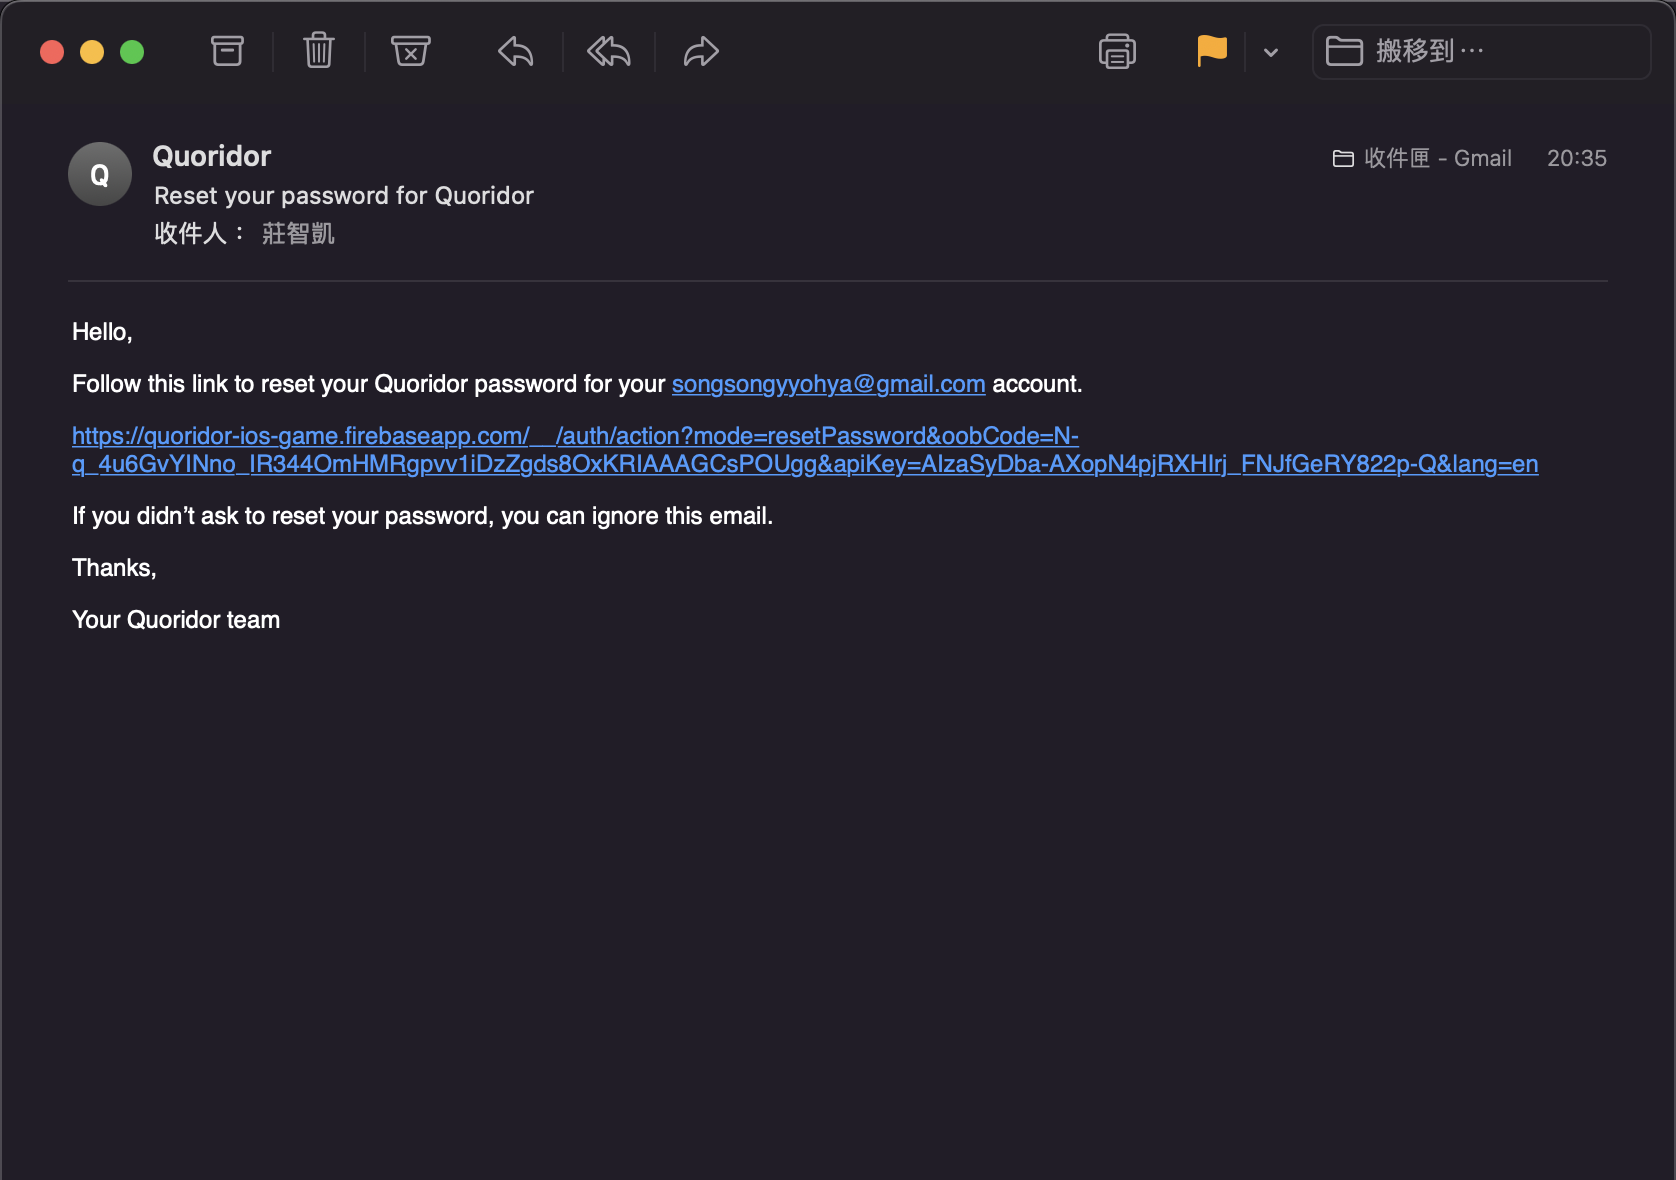 搬移到…
Q
Quoridor
收件匣 - Gmail 20:35
Reset your password for Quoridor
收件人： 莊智凱
Hello,
Follow this link to reset your Quoridor password for your songsongyyohya@gmail.com account.
https://quoridor-ios-game.firebaseapp.com/__/auth/action?mode=resetPassword&oobCode=N-
q_4u6GvYINno_IR344OmHMRgpvv1iDzZgds8OxKRIAAAGCsPOUgg&apiKey=AIzaSyDba-AXopN4pjRXHIrj_FNJfGeRY822p-Q&lang=en
If you didn’t ask to reset your password, you can ignore this email.
Thanks,
Your Quoridor team